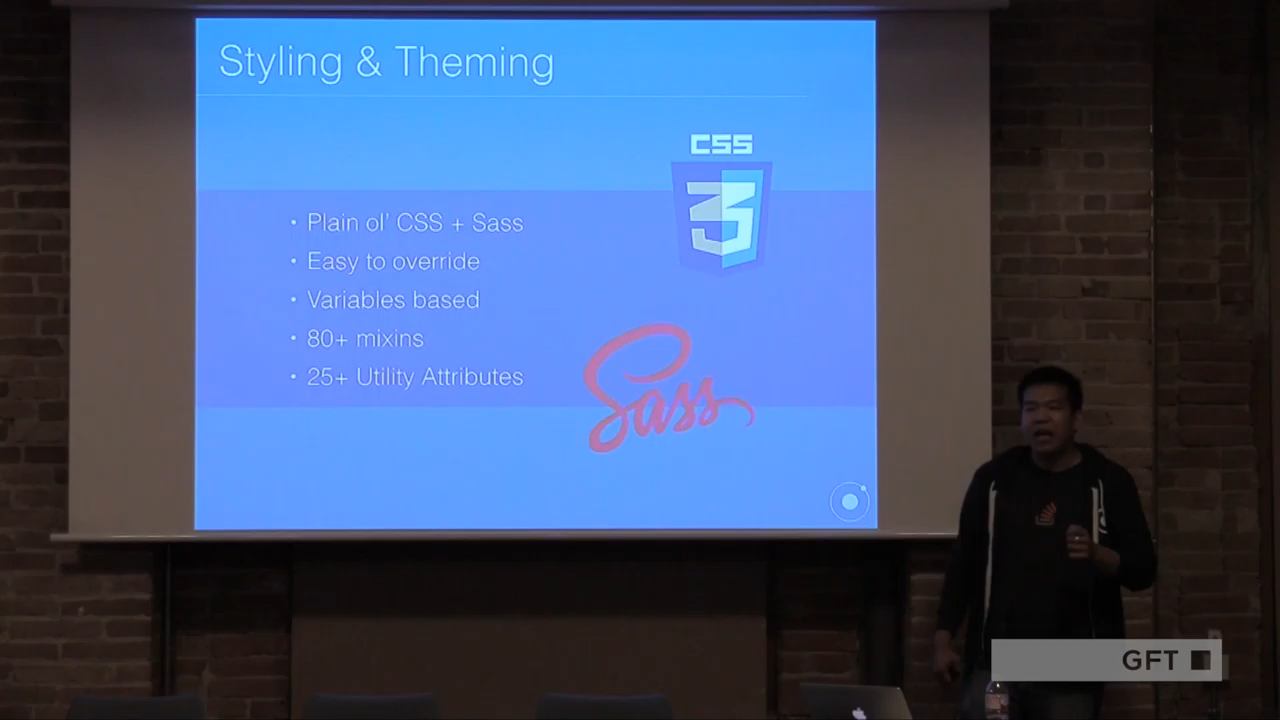 Styling & Theming
CSS
3
• Plain ol' CSS + Sass
• Easy to override
• Variables based
• 80+ mixins
• 25+ Utility Attributes
Sass
GFT